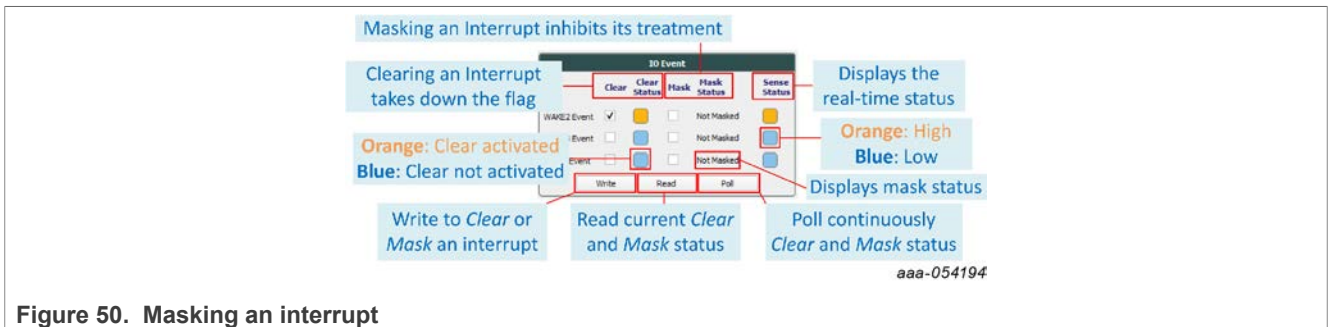 Masking an Interrupt inhibits its treatment
IO Event
Clearing an Interrupt
takes down the flag
Clear
Clear
Status
Mask
Mask
Status
Sense
Status
Displays the
real-time status
WAKE2 Event
Not Masked
Event
Not Masked
Orange: High
Blue: Low
Orange: Clear activated
Blue: Clear not activated
Event
Not Masked
Displays mask status
Write
Read
Poll
Write to Clear or
Mask an interrupt
Read current Clear
and Mask status
Poll continuously
Clear and Mask status
aaa-054194
Figure 50. Masking an interrupt